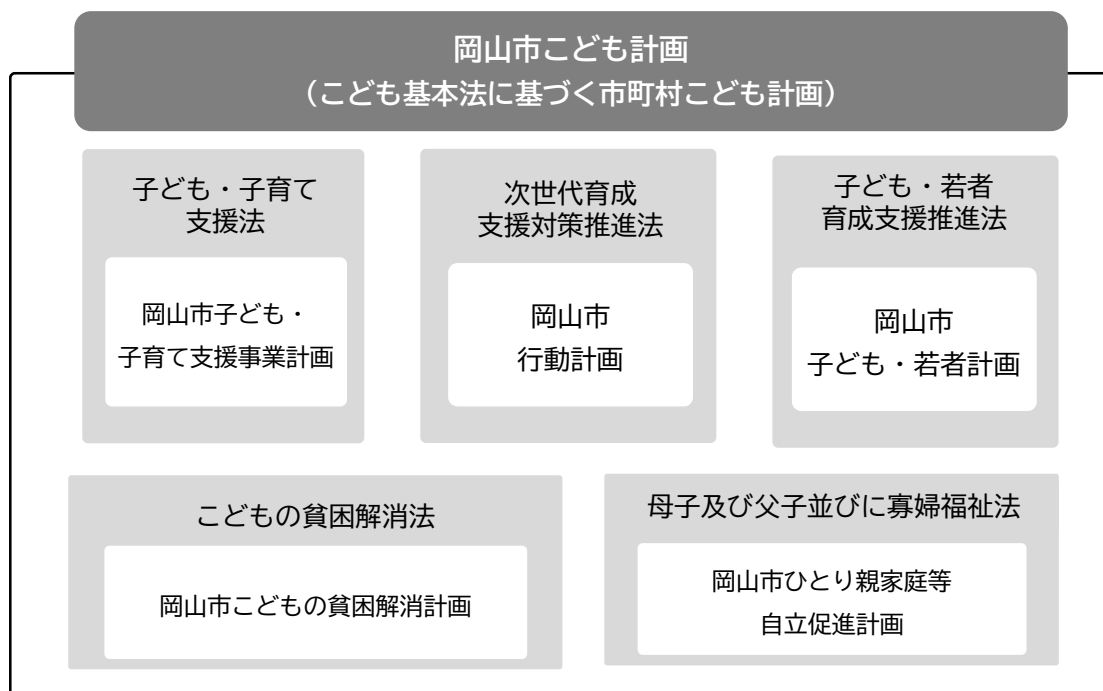 岡山市こども計画
（こども基本法に基づく市町村こども計画）
子ども・子育て
支援法
岡山市子ども・
子育て支援事業計画
次世代育成
支援対策推進法
岡山市
行動計画
子ども・若者
育成支援推進法
岡山市
子ども・若者計画
こどもの貧困解消法
岡山市こどもの貧困解消計画
母子及び父子並びに寡婦福祉法
岡山市ひとり親家庭等
自立促進計画